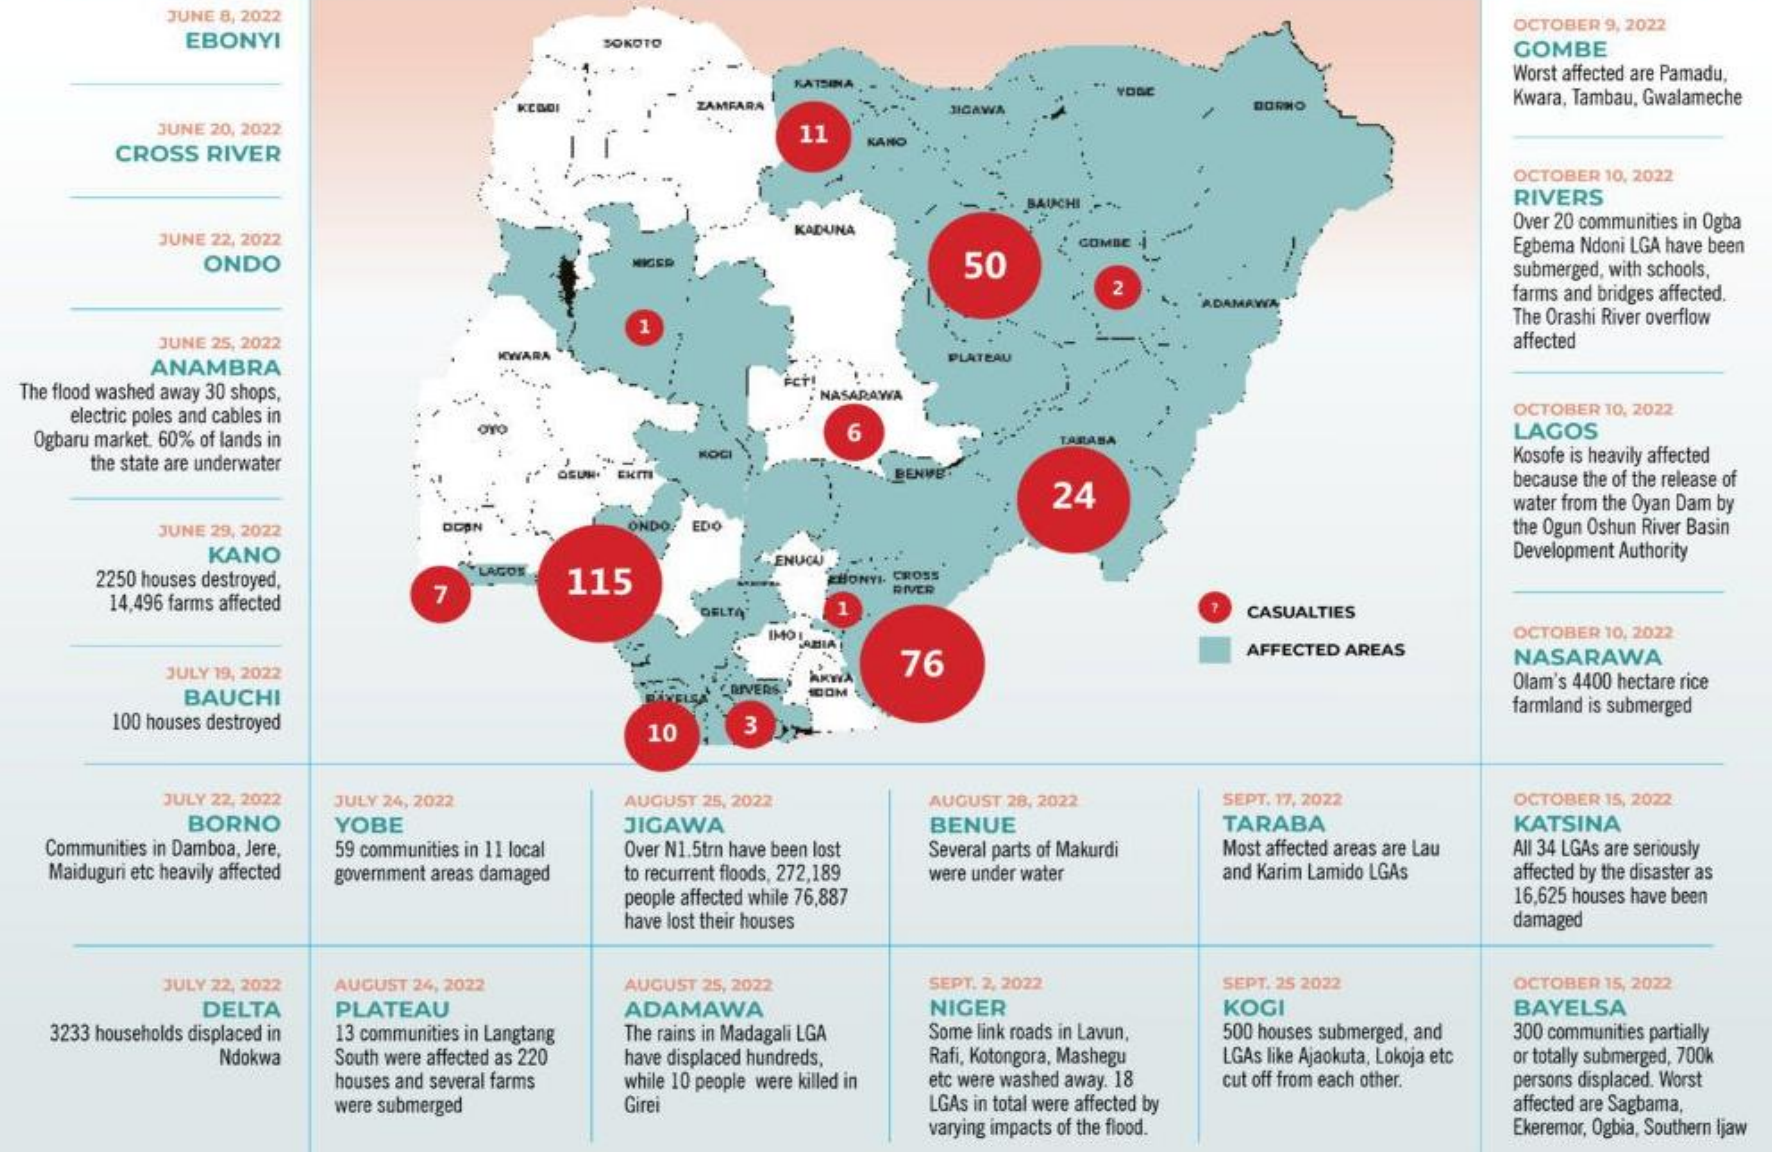 JUNE 8, 2022
EBONYI
JUNE 20, 2022
CROSS RIVER
JUNE 22, 2022
ONDO
JUNE 25, 2022
ANAMBRA
The flood washed away 30 shops,
electric poles and cables in
Ogbaru market. 60% of lands in
the state are underwater
JUNE 29, 2022
KANO
2250 houses destroyed,
14,496 farms affected
JULY 19, 2022
BAUCHI
100 houses destroyed
SOKOTO
KEBBI
ZAMFARA
KATSINA
11
KANO
JIGAWA
YOBE
BORNO
BAUCHI
KADUNA
GOMBE
50
2
NIGER
1
ADAMAWA
KWARA
PLATEAU
FCT
NASARAWA
6
OYO
KOGI
TARABA
OSUN
EKITI
BENUE
24
OGUN
ONDO
EDO
ENUGU
LAGOS
115
7
EBONYI
CROSS
RIVER
1
DELTA
IMO
ABIA
76
AKWA
IBOM
BAYELSA
RIVERS
10
3
?
CASUALTIES
AFFECTED AREAS
OCTOBER 9, 2022
GOMBE
Worst affected are Pamadu,
Kwara, Tambau, Gwalameche
OCTOBER 10, 2022
RIVERS
Over 20 communities in Ogba
Egbema Ndoni LGA have been
submerged, with schools,
farms and bridges affected.
The Orashi River overflow
affected
OCTOBER 10, 2022
LAGOS
Kosofe is heavily affected
because the of the release of
water from the Oyan Dam by
the Ogun Oshun River Basin
Development Authority
OCTOBER 10, 2022
NASARAWA
Olam's 4400 hectare rice
farmland is submerged
JULY 22, 2022
BORNO
Communities in Damboa, Jere,
Maiduguri etc heavily affected
JULY 24, 2022
YOBE
59 communities in 11 local
government areas damaged
AUGUST 25, 2022
JIGAWA
Over N1.5trn have been lost
to recurrent floods, 272,189
people affected while 76,887
have lost their houses
AUGUST 28, 2022
BENUE
Several parts of Makurdi
were under water
SEPT. 17, 2022
TARABA
Most affected areas are Lau
and Karim Lamido LGAs
OCTOBER 15, 2022
KATSINA
All 34 LGAs are seriously
affected by the disaster as
16,625 houses have been
damaged
JULY 22, 2022
DELTA
3233 households displaced in
Ndokwa
AUGUST 24, 2022
PLATEAU
13 communities in Langtang
South were affected as 220
houses and several farms
were submerged
AUGUST 25, 2022
ADAMAWA
The rains in Madagali LGA
have displaced hundreds,
while 10 people were killed in
Girei
SEPT. 2, 2022
NIGER
Some link roads in Lavun,
Rafi, Kotongora, Mashegu
etc were washed away. 18
LGAs in total were affected by
varying impacts of the flood.
SEPT. 25 2022
KOGI
500 houses submerged, and
LGAs like Ajaokuta, Lokoja etc
cut off from each other.
OCTOBER 15, 2022
BAYELSA
300 communities partially
or totally submerged, 700k
persons displaced. Worst
affected are Sagbama,
Ekeremor, Ogbia, Southern Ijaw